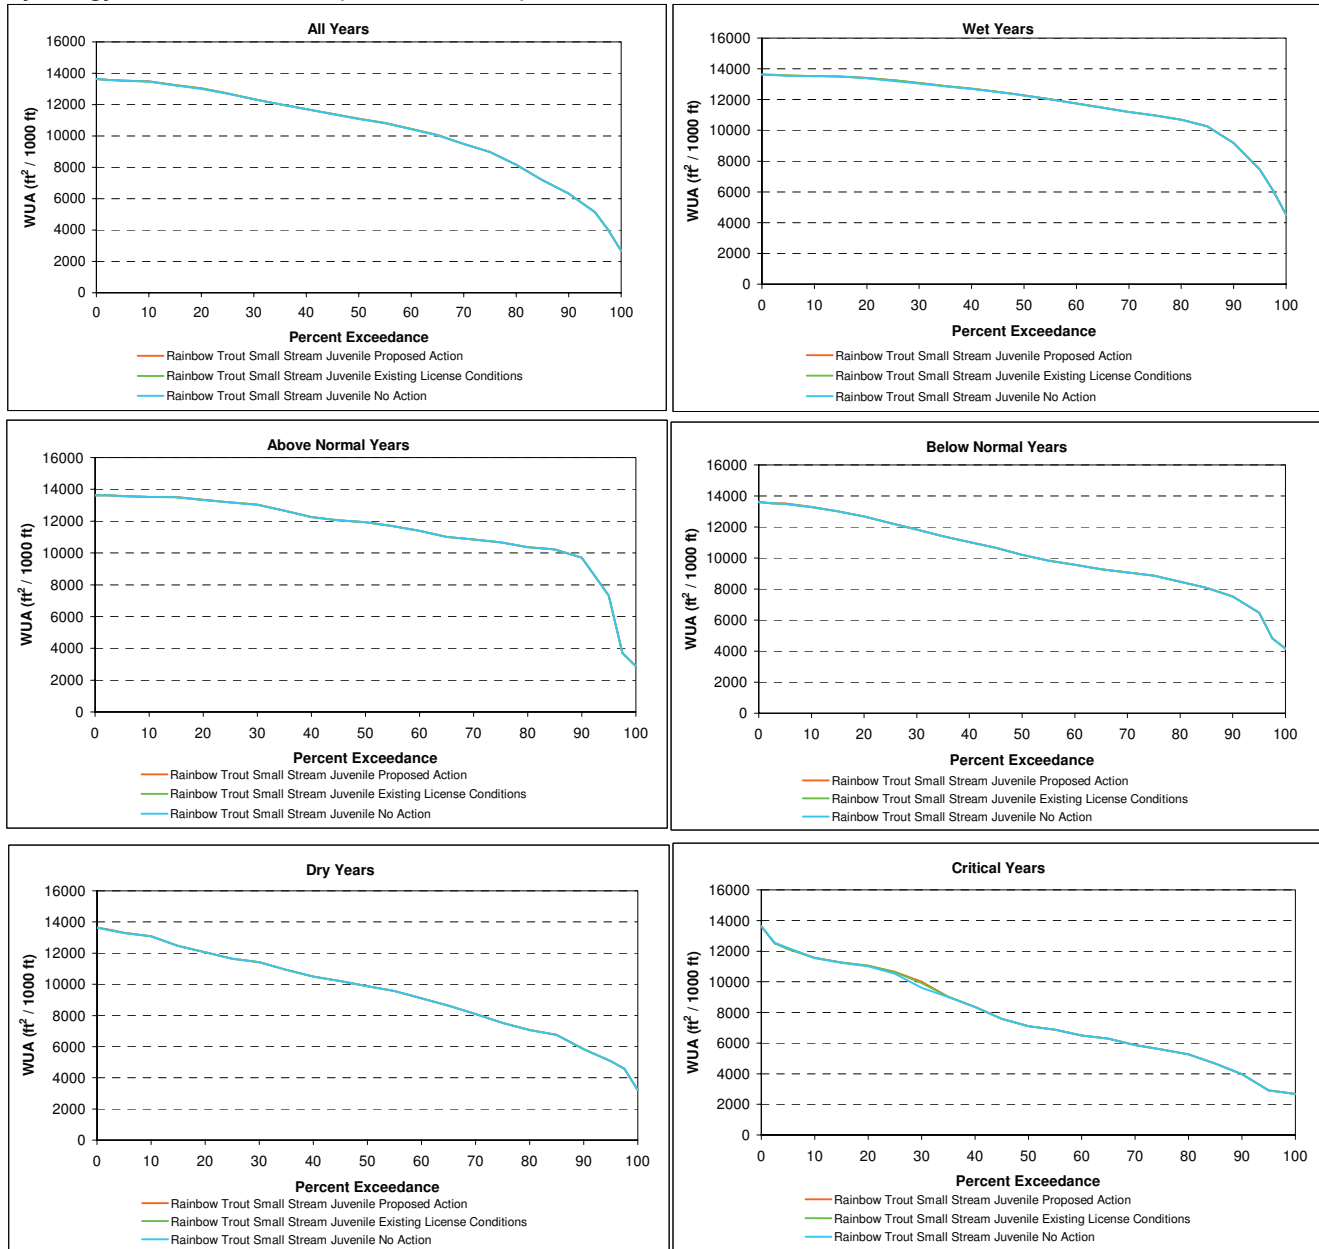 All Years
16000
14000
12000
10000
8000
6000
4000
2000
0
WUA (ft² / 1000 ft)
0 10 20 30 40 50 60 70 80 90 100
Percent Exceedance
Rainbow Trout Small Stream Juvenile Proposed Action
Rainbow Trout Small Stream Juvenile Existing License Conditions
Rainbow Trout Small Stream Juvenile No Action
Wet Years
16000
14000
12000
10000
8000
6000
4000
2000
0
WUA (ft² / 1000 ft)
0 10 20 30 40 50 60 70 80 90 100
Percent Exceedance
Rainbow Trout Small Stream Juvenile Proposed Action
Rainbow Trout Small Stream Juvenile Existing License Conditions
Rainbow Trout Small Stream Juvenile No Action
Above Normal Years
16000
14000
12000
10000
8000
6000
4000
2000
0
WUA (ft² / 1000 ft)
0 10 20 30 40 50 60 70 80 90 100
Percent Exceedance
Rainbow Trout Small Stream Juvenile Proposed Action
Rainbow Trout Small Stream Juvenile Existing License Conditions
Rainbow Trout Small Stream Juvenile No Action
Below Normal Years
16000
14000
12000
10000
8000
6000
4000
2000
0
WUA (ft² / 1000 ft)
0 10 20 30 40 50 60 70 80 90 100
Percent Exceedance
Rainbow Trout Small Stream Juvenile Proposed Action
Rainbow Trout Small Stream Juvenile Existing License Conditions
Rainbow Trout Small Stream Juvenile No Action
Dry Years
16000
14000
12000
10000
8000
6000
4000
2000
0
WUA (ft² / 1000 ft)
0 10 20 30 40 50 60 70 80 90 100
Percent Exceedance
Rainbow Trout Small Stream Juvenile Proposed Action
Rainbow Trout Small Stream Juvenile Existing License Conditions
Rainbow Trout Small Stream Juvenile No Action
Critical Years
16000
14000
12000
10000
8000
6000
4000
2000
0
WUA (ft² / 1000 ft)
0 10 20 30 40 50 60 70 80 90 100
Percent Exceedance
Rainbow Trout Small Stream Juvenile Proposed Action
Rainbow Trout Small Stream Juvenile Existing License Conditions
Rainbow Trout Small Stream Juvenile No Action